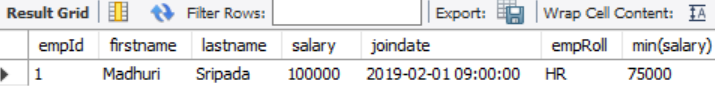 Result Grid Filter Rows: Export: Wrap Cell Content: IA
empId firstname lastname salary joindate empRoll min(salary)
1 Madhuri Sripada 100000 2019-02-01 09:00:00 HR 75000